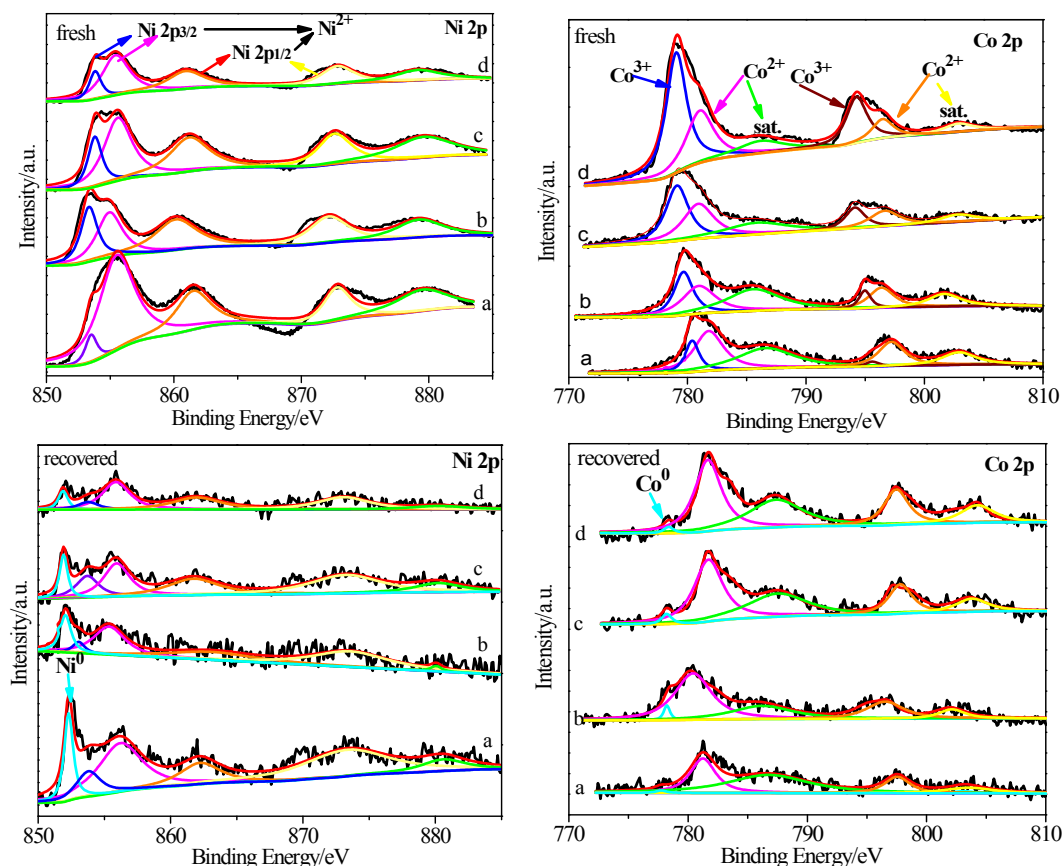 fresh
Ni 2p3/2
Ni2+
Ni 2p
Ni 2p1/2
d
c
b
a
Intensity/a.u.
850 860 870 880
Binding Energy/eV
fresh
Co 2p
Co3+
Co2+
Co3+
Co2+
sat.
sat.
d
c
b
a
Intensity/a.u.
770 780 790 800 810
Binding Energy/eV
recovered
Ni 2p
d
c
b
Ni0
a
Intensity/a.u.
850 860 870 880
Binding Energy/eV
recovered
Co 2p
Co0
d
c
b
a
Intensity/a.u.
770 780 790 800 810
Binding Energy/eV